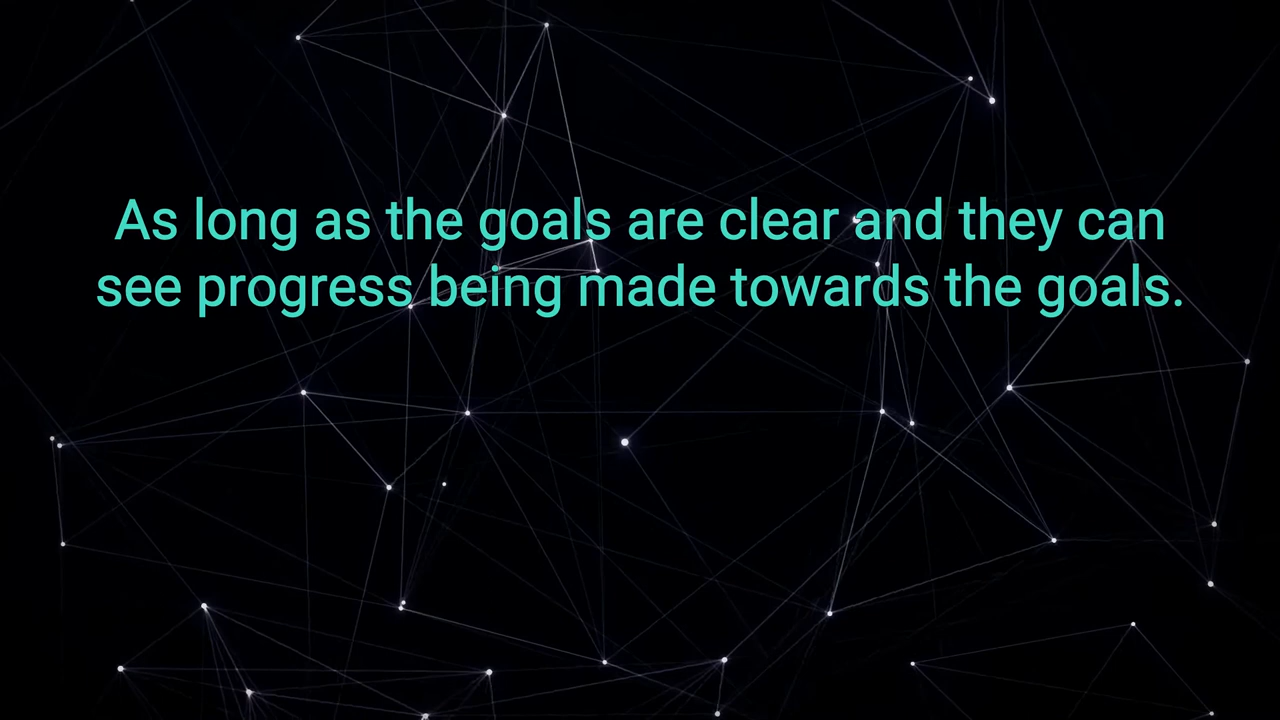 As long as the goals are clear and they can
see progress being made towards the goals.